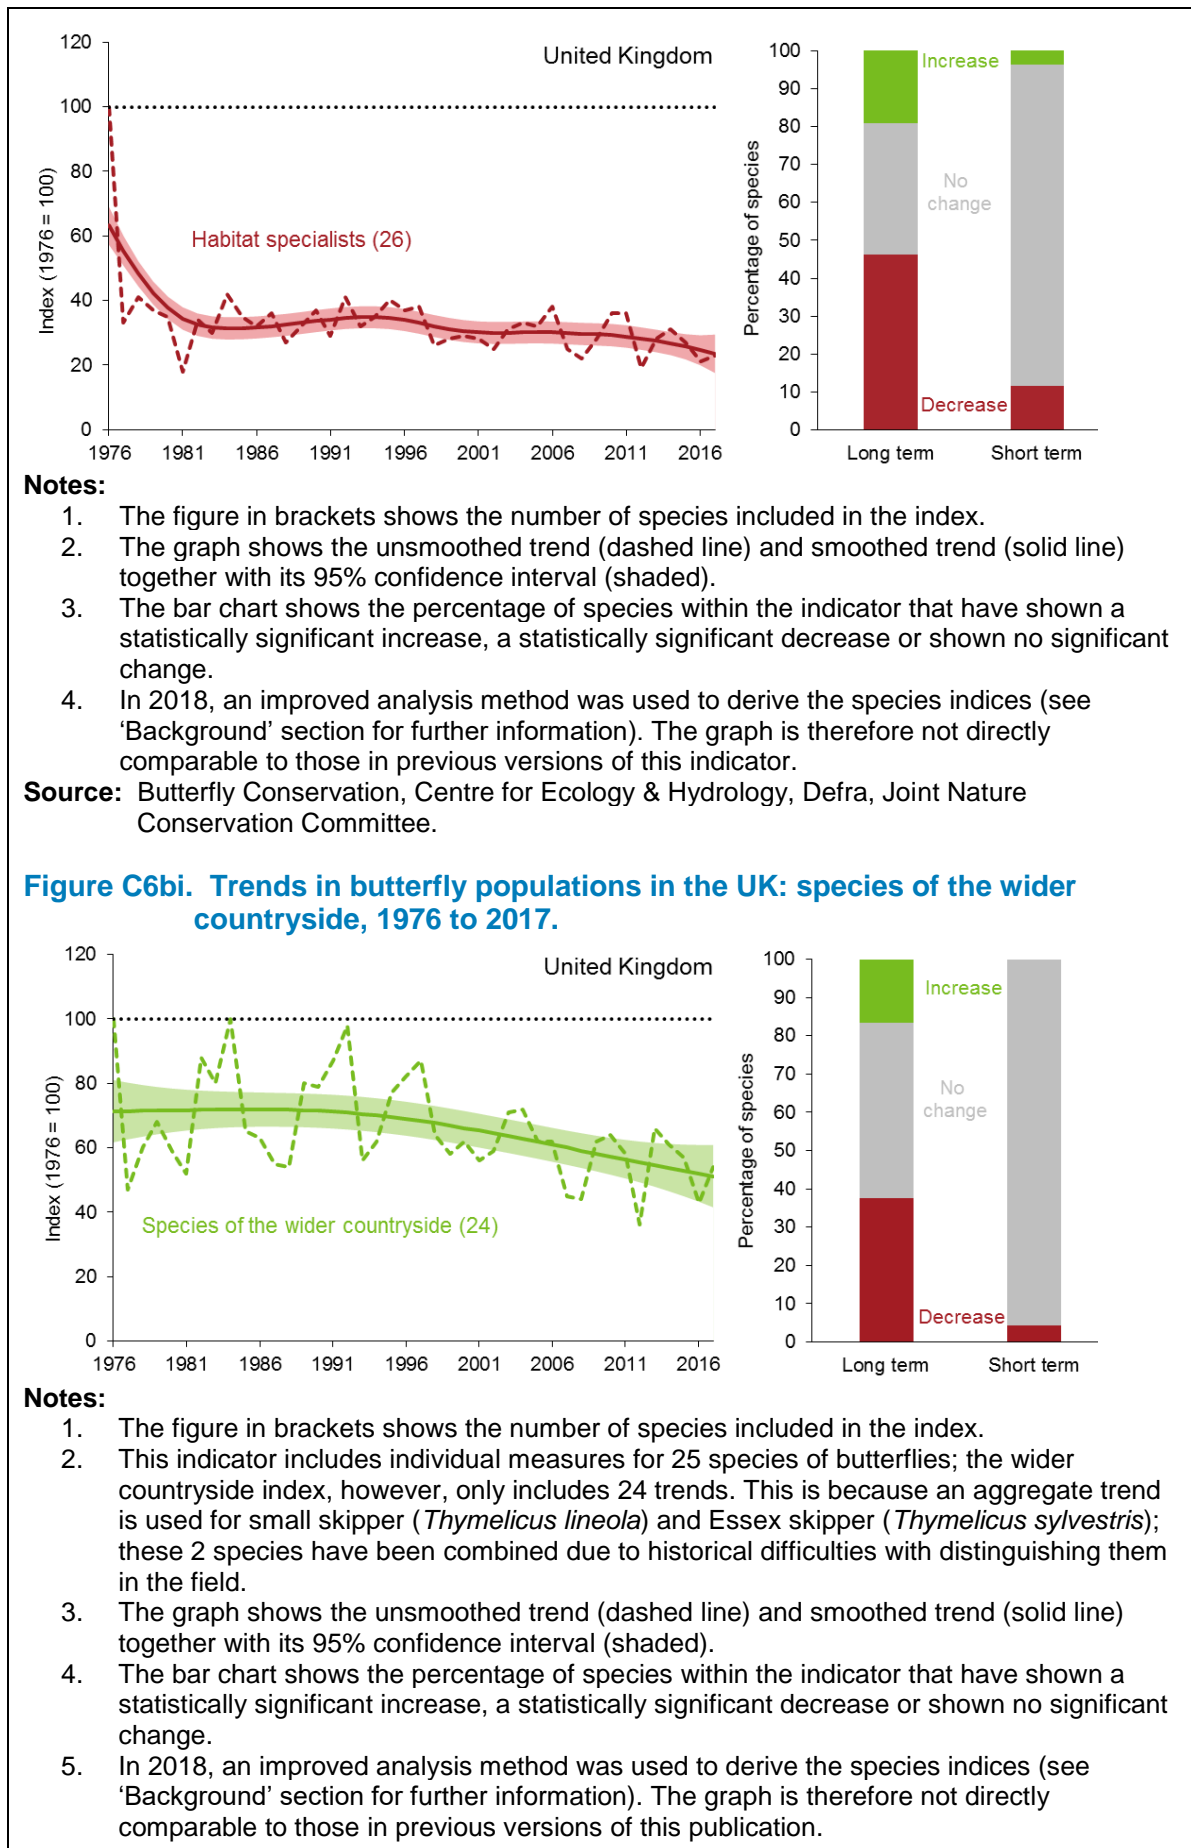 120
100
80
60
40
20
0
Index (1976 = 100)
United Kingdom
Habitat specialists (26)
1976 1981 1986 1991 1996 2001 2006 2011 2016
100
90
80
70
60
50
40
30
20
10
0
Percentage of species
Increase
No
change
Decrease
Long term Short term
Notes:
1. The figure in brackets shows the number of species included in the index.
2. The graph shows the unsmoothed trend (dashed line) and smoothed trend (solid line)
together with its 95% confidence interval (shaded).
3. The bar chart shows the percentage of species within the indicator that have shown a
statistically significant increase, a statistically significant decrease or shown no significant
change.
4. In 2018, an improved analysis method was used to derive the species indices (see
‘Background’ section for further information). The graph is therefore not directly
comparable to those in previous versions of this indicator.
Source: Butterfly Conservation, Centre for Ecology & Hydrology, Defra, Joint Nature
Conservation Committee.
Figure C6bi. Trends in butterfly populations in the UK: species of the wider
countryside, 1976 to 2017.
120
100
80
60
40
20
0
Index (1976 = 100)
United Kingdom
Species of the wider countryside (24)
1976 1981 1986 1991 1996 2001 2006 2011 2016
100
90
80
70
60
50
40
30
20
10
0
Percentage of species
Increase
No
change
Decrease
Long term Short term
Notes:
1. The figure in brackets shows the number of species included in the index.
2. This indicator includes individual measures for 25 species of butterflies; the wider
countryside index, however, only includes 24 trends. This is because an aggregate trend
is used for small skipper (Thymelicus lineola) and Essex skipper (Thymelicus sylvestris);
these 2 species have been combined due to historical difficulties with distinguishing them
in the field.
3. The graph shows the unsmoothed trend (dashed line) and smoothed trend (solid line)
together with its 95% confidence interval (shaded).
4. The bar chart shows the percentage of species within the indicator that have shown a
statistically significant increase, a statistically significant decrease or shown no significant
change.
5. In 2018, an improved analysis method was used to derive the species indices (see
‘Background’ section for further information). The graph is therefore not directly
comparable to those in previous versions of this publication.